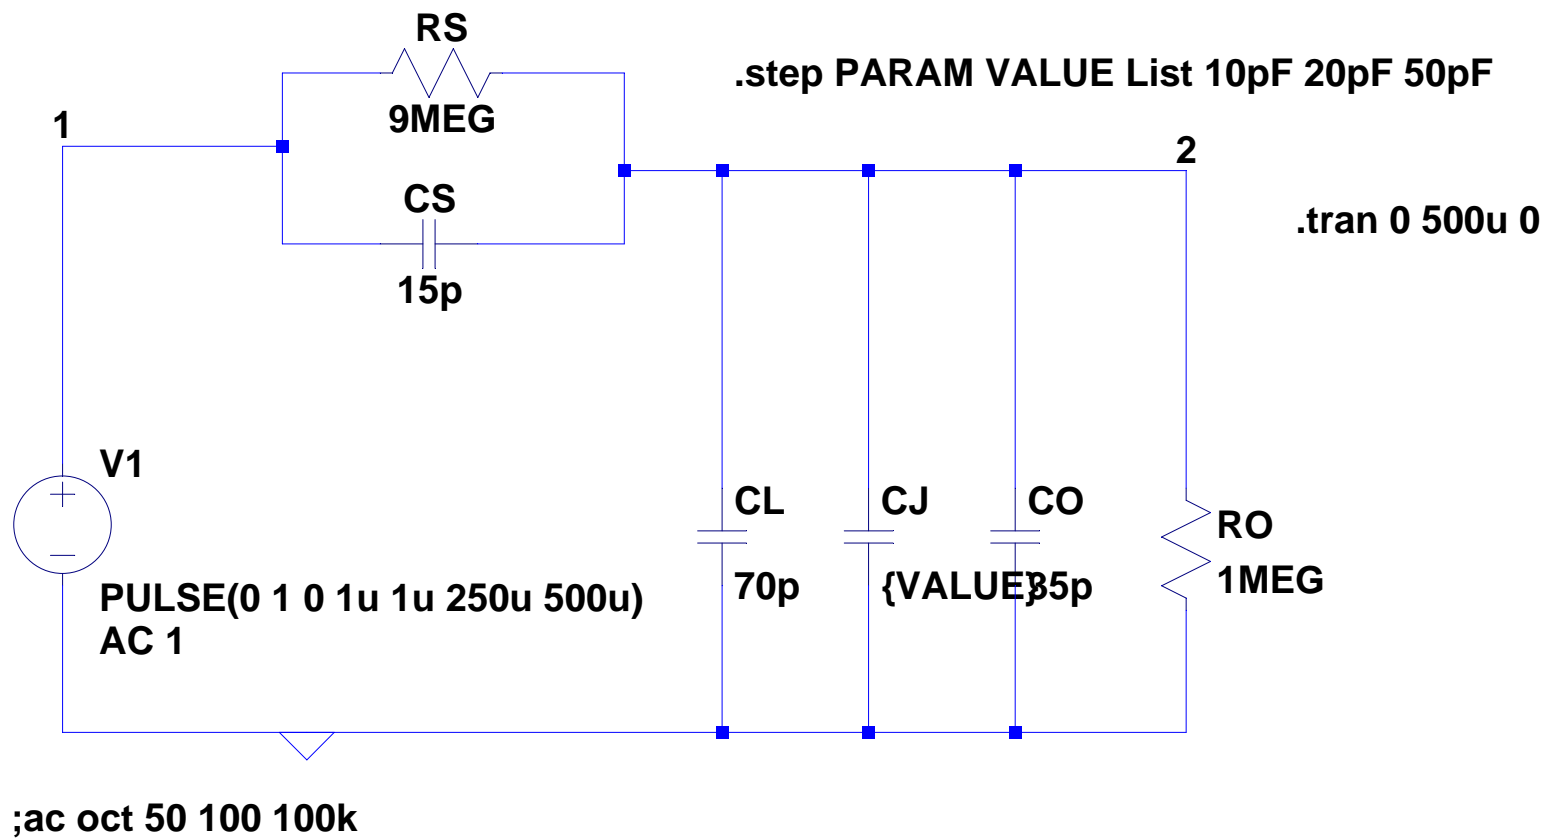 RS
.step PARAM VALUE List 10pF 20pF 50pF
9MEG
1
2
CS
.tran 0 500u 0
15p
V1
CL
CJ
CO
RO
70p
{VALUE}
35p
1MEG
PULSE(0 1 0 1u 1u 250u 500u)
AC 1
;ac oct 50 100 100k